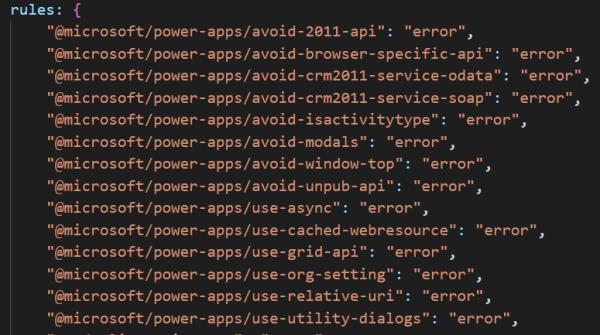 rules: {
"@microsoft/power-apps/avoid-2011-api": "error",
"@microsoft/power-apps/avoid-browser-specific-api": "error",
"@microsoft/power-apps/avoid-crm2011-service-odata": "error",
"@microsoft/power-apps/avoid-crm2011-service-soap": "error",
"@microsoft/power-apps/avoid-isactivitytype": "error",
"@microsoft/power-apps/avoid-modals": "error",
"@microsoft/power-apps/avoid-window-top": "error",
"@microsoft/power-apps/avoid-unpub-api": "error",
"@microsoft/power-apps/use-async": "error",
"@microsoft/power-apps/use-cached-webresource": "error",
"@microsoft/power-apps/use-grid-api": "error",
"@microsoft/power-apps/use-org-setting": "error",
"@microsoft/power-apps/use-relative-uri": "error",
"@microsoft/power-apps/use-utility-dialogs": "error",